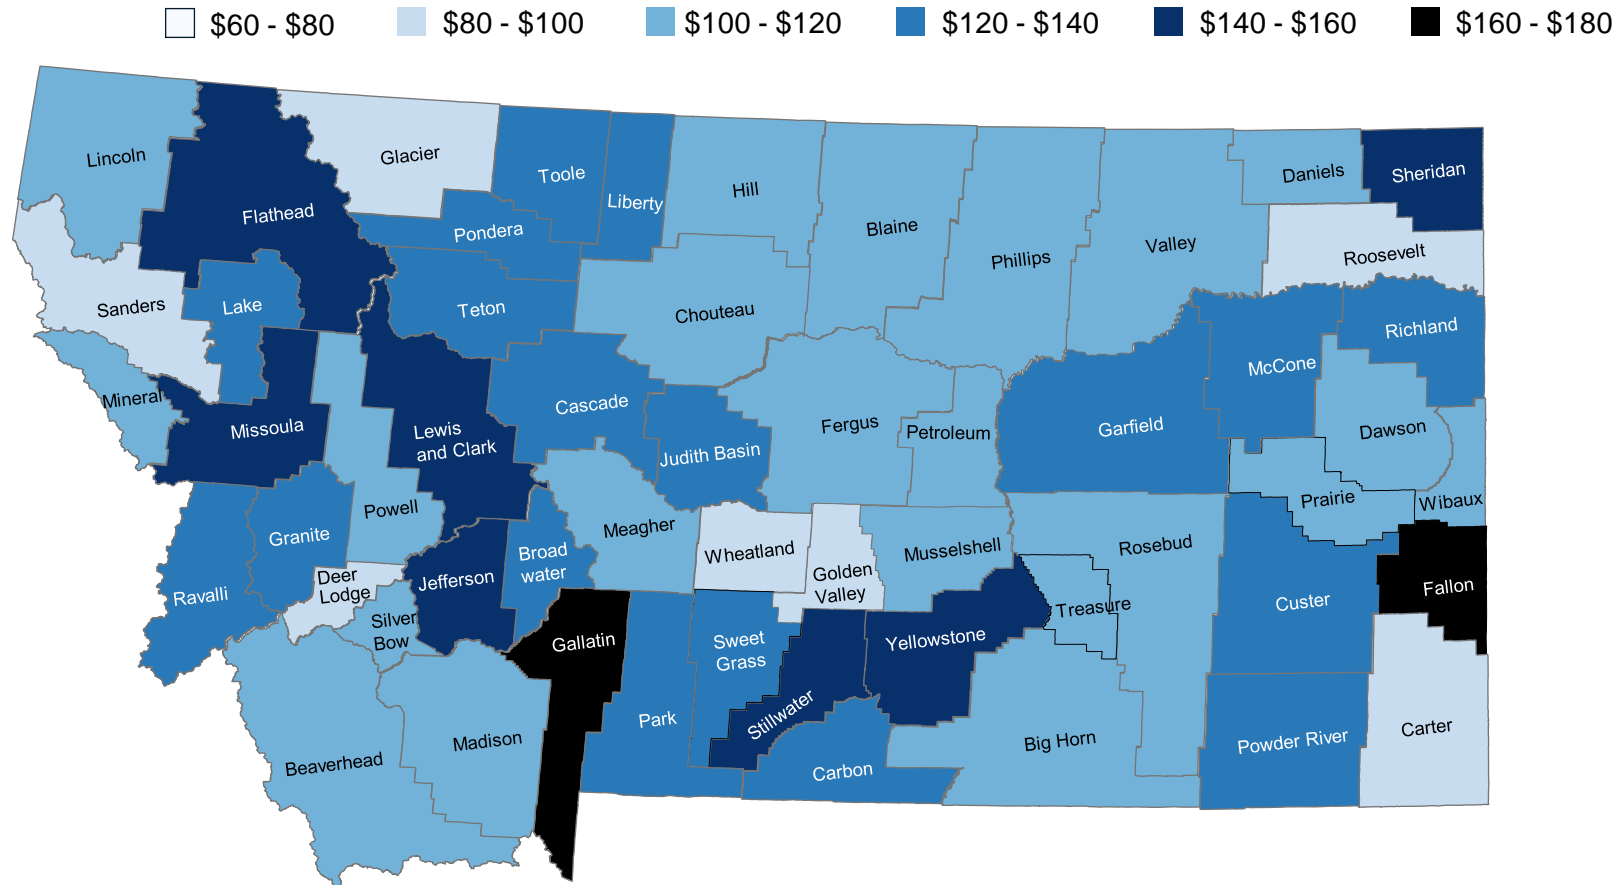 $60 - $80 $80 - $100 $100 - $120 $120 - $140 $140 - $160 $160 - $180
Lincoln
Flathead
Glacier
Toole
Liberty
Hill
Blaine
Phillips
Valley
Daniels
Sheridan
Roosevelt
Pondera
Sanders
Lake
Teton
Chouteau
McCone
Richland
Mineral
Missoula
Lewis
and Clark
Cascade
Judith Basin
Fergus
Petroleum
Garfield
Dawson
Prairie
Wibaux
Powell
Granite
Ravalli
Deer
Lodge
Silver
Bow
Jefferson
Broad
water
Meagher
Wheatland
Golden
Valley
Musselshell
Rosebud
Treasure
Custer
Fallon
Gallatin
Sweet
Grass
Yellowstone
Stillwater
Park
Madison
Beaverhead
Carbon
Big Horn
Powder River
Carter